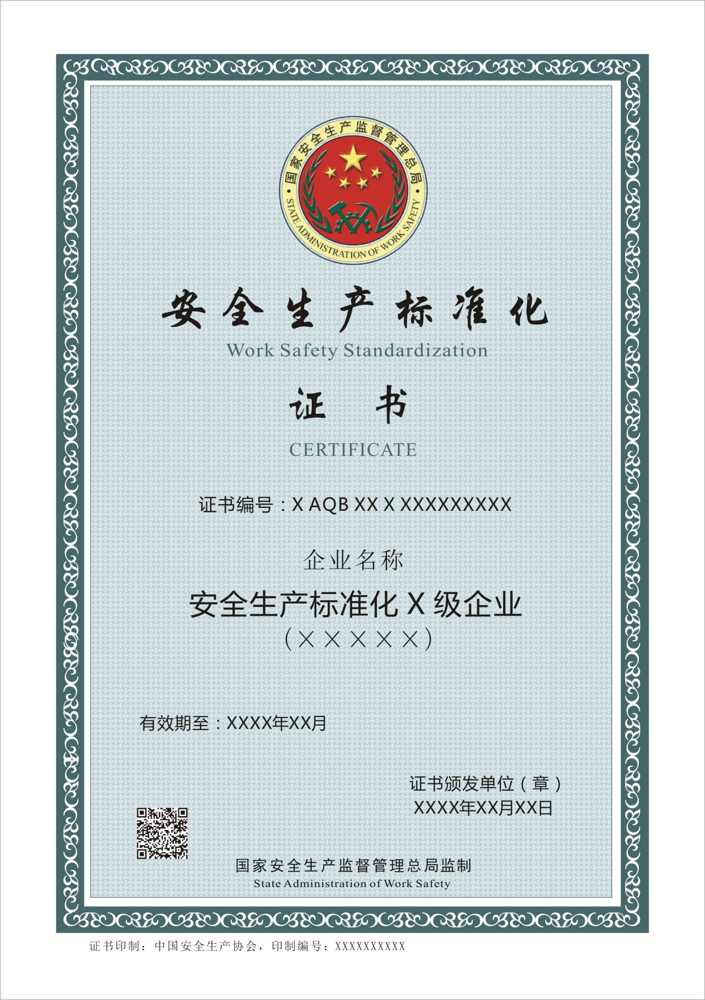 国家安全生产监督管理总局
STATE ADMINISTRATION OF WORK SAFETY
安全生产标准化
Work Safety Standardization
证 书
CERTIFICATE
证书编号：X AQB XX X XXXXXXXXX
企业名称
安全生产标准化 X 级企业
（×××××）
有效期至：XXXX年XX月
证书颁发单位（章）
XXXX年XX月XX日
国家安全生产监督管理总局监制
State Administration of Work Safety
证书印制：中国安全生产协会，印制编号：XXXXXXXXXX